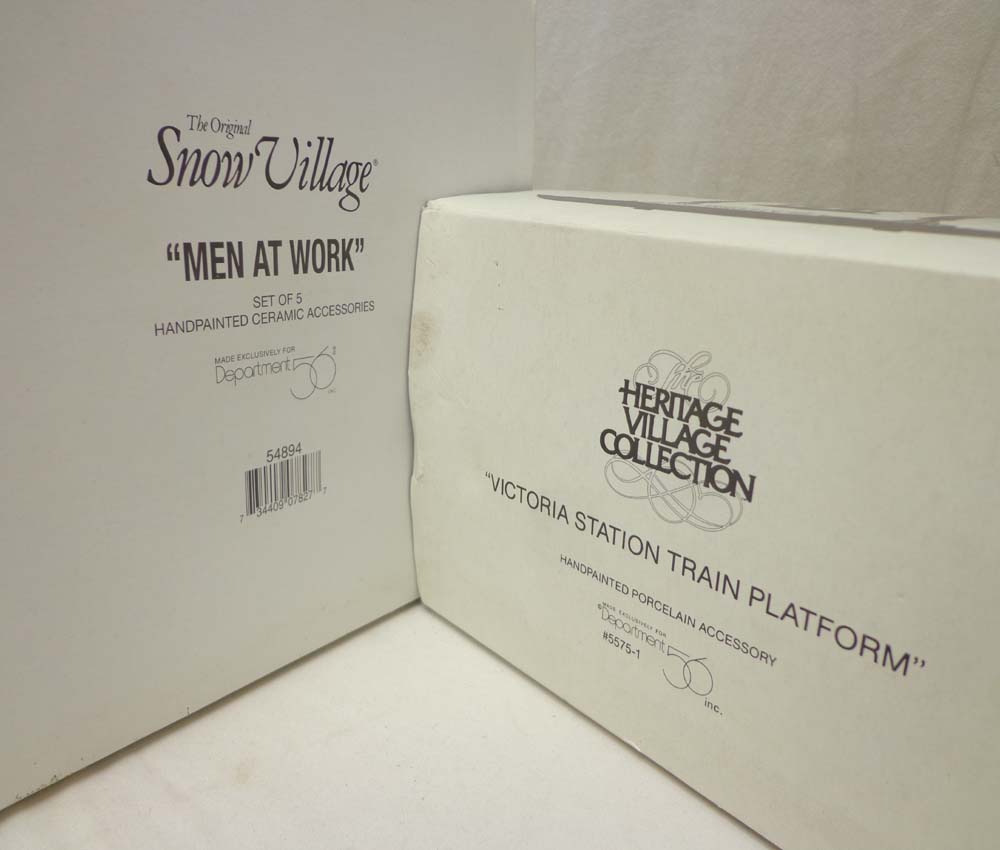 The Original
Snow Village®
"MEN AT WORK"
SET OF 5
HANDPAINTED CERAMIC ACCESSORIES
MADE EXCLUSIVELY FOR
Department 56
INC.
54894
7 34409 07827 7
The
HERITAGE
VILLAGE
COLLECTION
"VICTORIA STATION TRAIN PLATFORM"
HANDPAINTED PORCELAIN ACCESSORY
MADE EXCLUSIVELY FOR
©Department 56
inc.
#5575-1